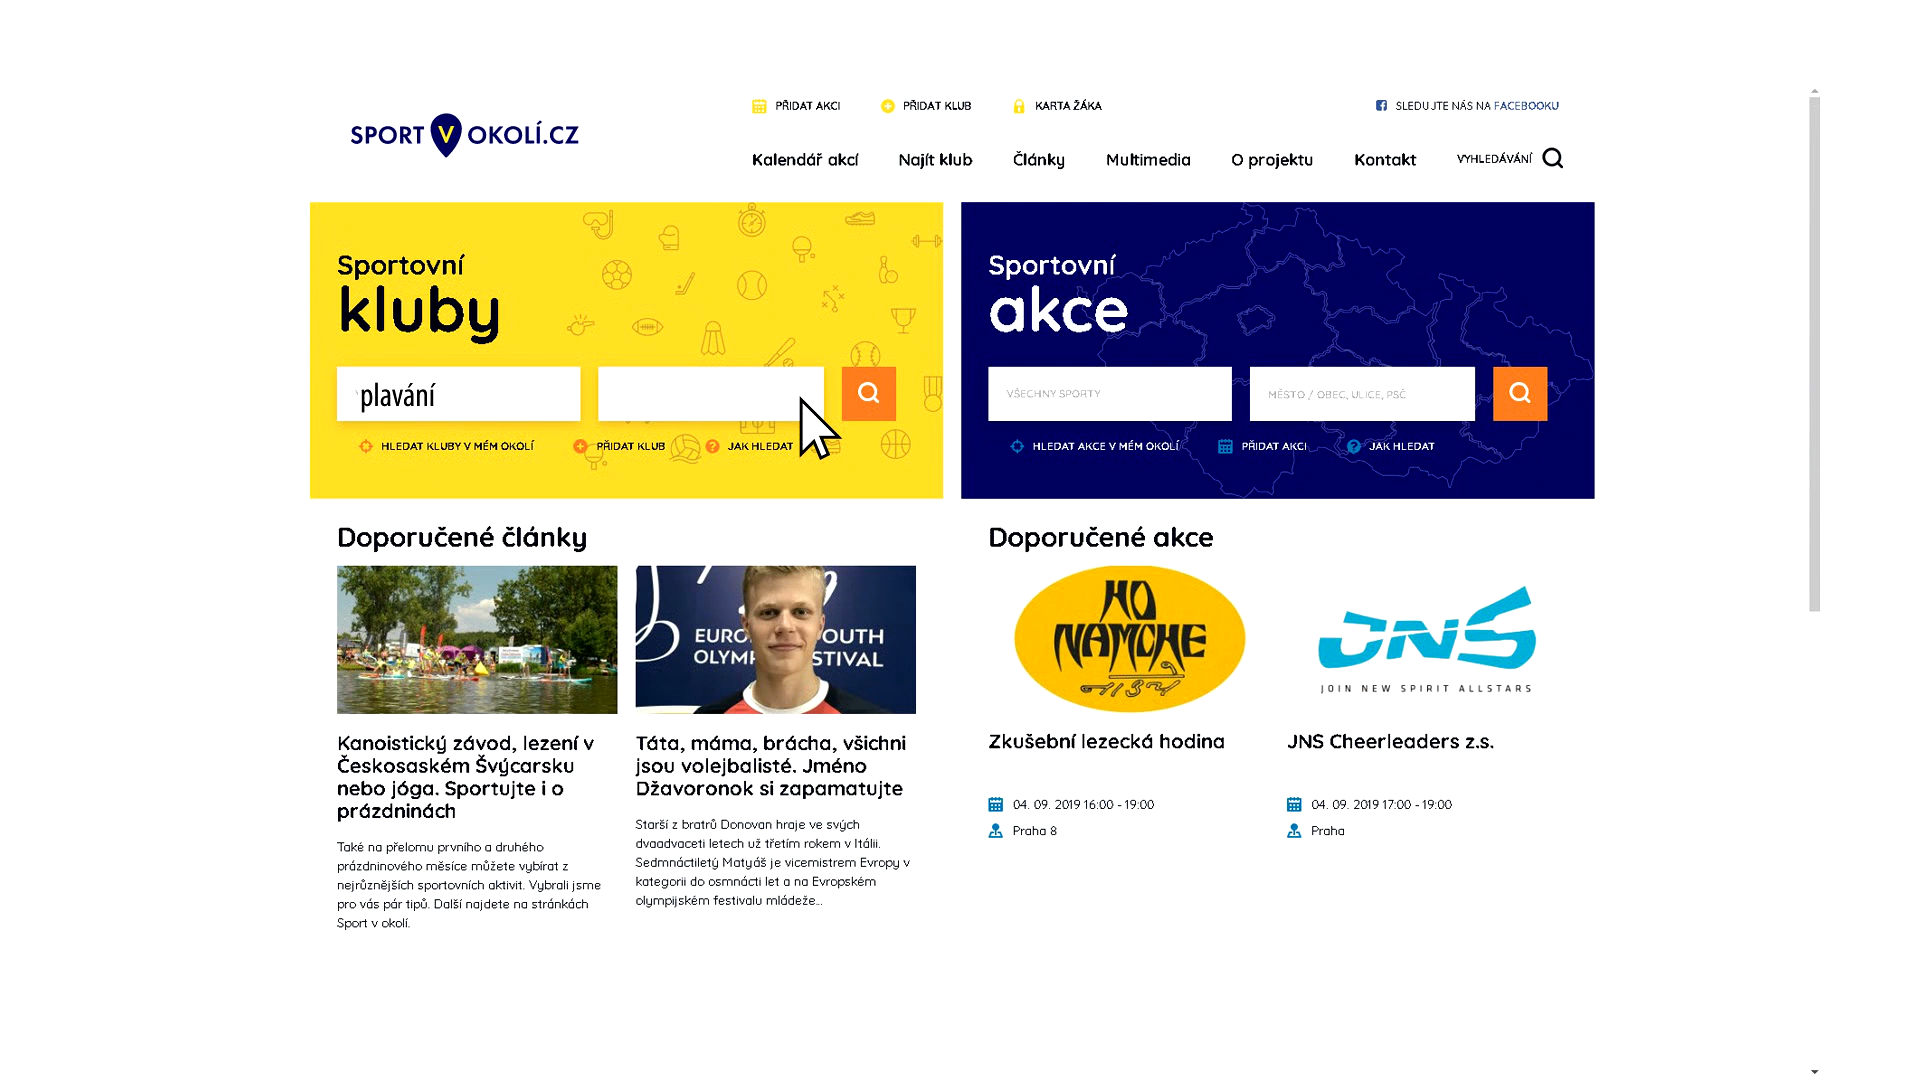 SPORT V OKOLÍ.CZ
PŘIDAT AKCI
PŘIDAT KLUB
KARTA ŽÁKA
SLEDUJTE NÁS NA FACEBOOKU
Kalendář akcí
Najít klub
Články
Multimedia
O projektu
Kontakt
VYHLEDÁVÁNÍ
Sportovní
kluby
plavání
HLEDAT KLUBY V MÉM OKOLÍ
PŘIDAT KLUB
JAK HLEDAT
Sportovní
akce
VŠECHNY SPORTY
MĚSTO / OBEC, ULICE, PSČ
HLEDAT AKCE V MÉM OKOLÍ
PŘIDAT AKCI
JAK HLEDAT
Doporučené články
EURO OUTH
OLYMP STIVAL
Kanoistický závod, lezení v
Českosaském Švýcarsku
nebo jóga. Sportujte i o
prázdninách
Také na přelomu prvního a druhého
prázdninového měsíce můžete vybírat z
nejrůznějších sportovních aktivit. Vybrali jsme
pro vás pár tipů. Další najdete na stránkách
Sport v okolí.
Táta, máma, brácha, všichni
jsou volejbalisté. Jméno
Džavoronok si zapamatujte
Starší z bratrů Donovan hraje ve svých
dvaadvaceti letech už třetím rokem v Itálii.
Sedmnáctiletý Matyáš je vicemistrem Evropy v
kategorii do osmnácti let a na Evropském
olympijském festivalu mládeže...
Doporučené akce
HO
NAMCHE
Zkušební lezecká hodina
04. 09. 2019 16:00 - 19:00
Praha 8
JNS
JOIN NEW SPIRIT ALLSTARS
JNS Cheerleaders z.s.
04. 09. 2019 17:00 - 19:00
Praha